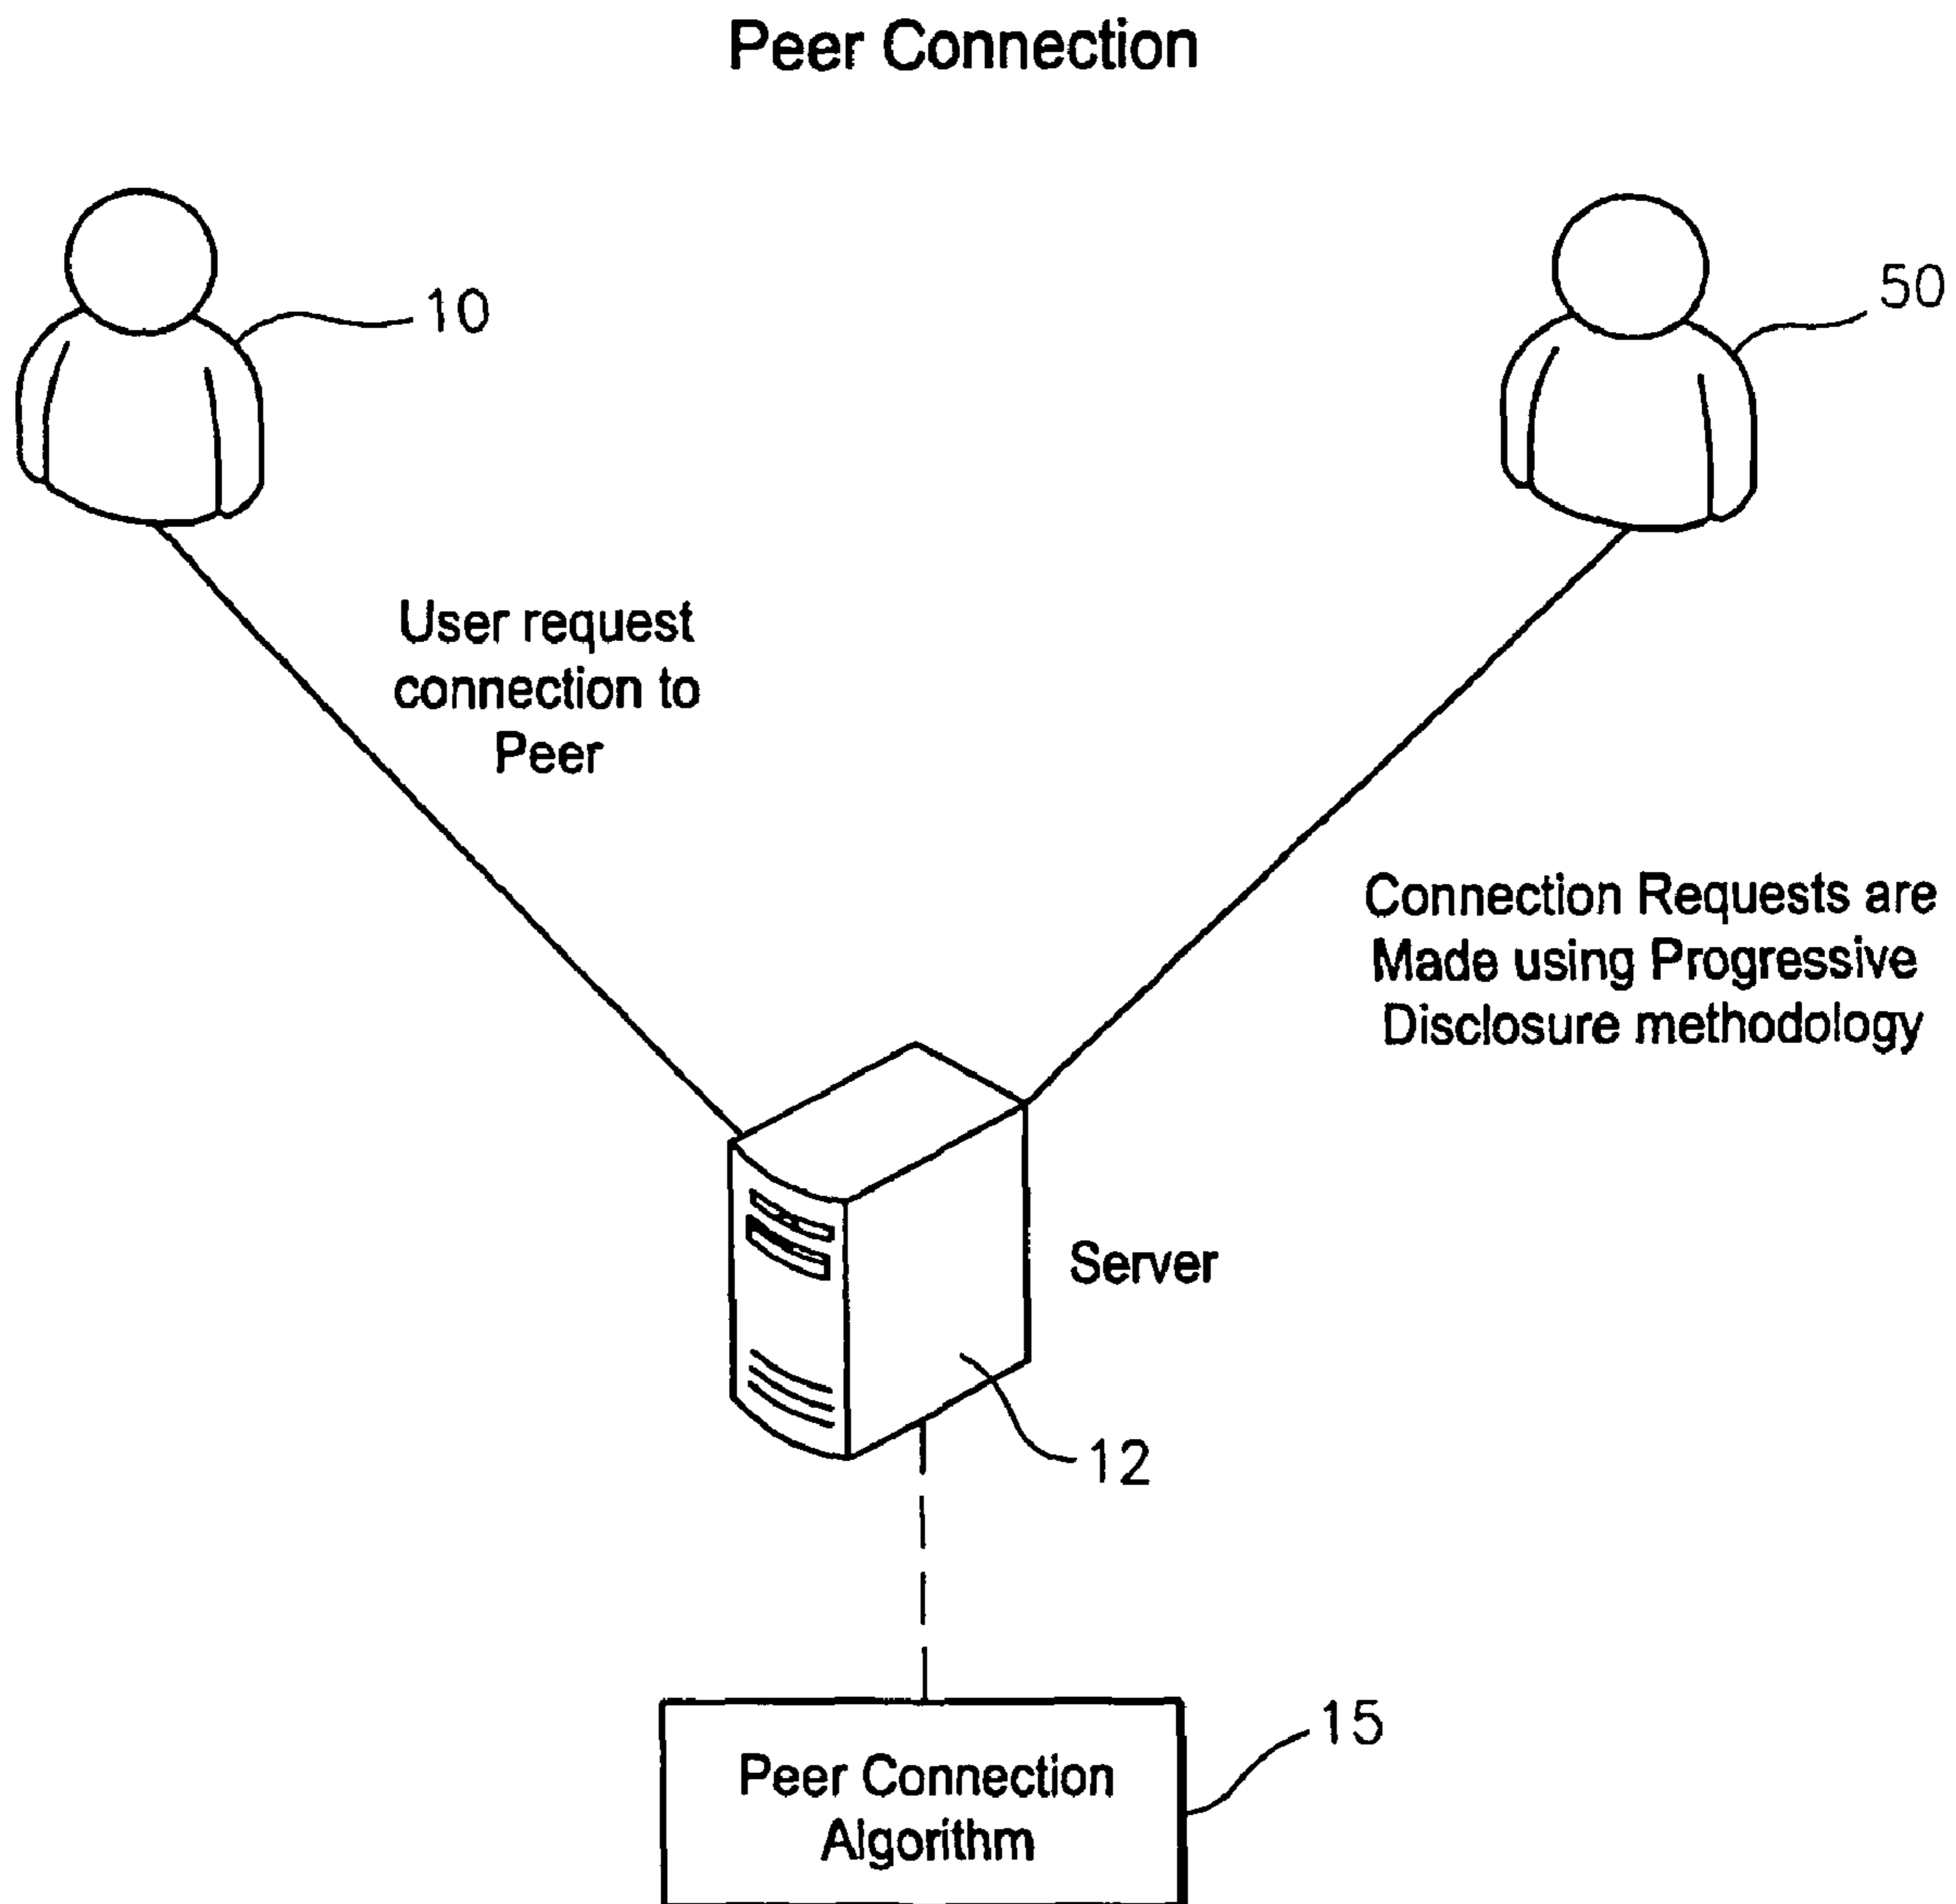 Peer Connection
10
50
User request
connection to
Peer
Connection Requests are
Made using Progressive
Disclosure methodology
Server
12
15
Peer Connection
Algorithm